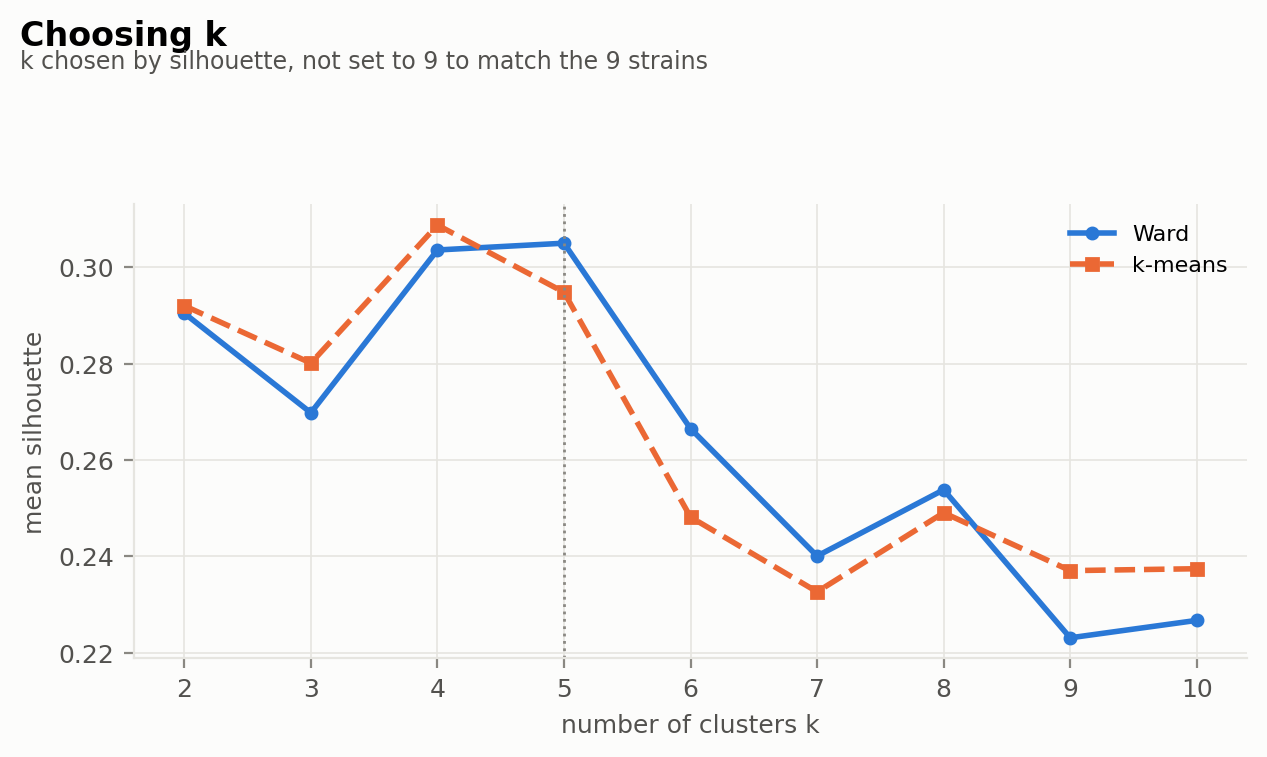 Choosing k
k chosen by silhouette, not set to 9 to match the 9 strains
Ward
k-means
mean silhouette
0.30
0.28
0.26
0.24
0.22
2 3 4 5 6 7 8 9 10
number of clusters k